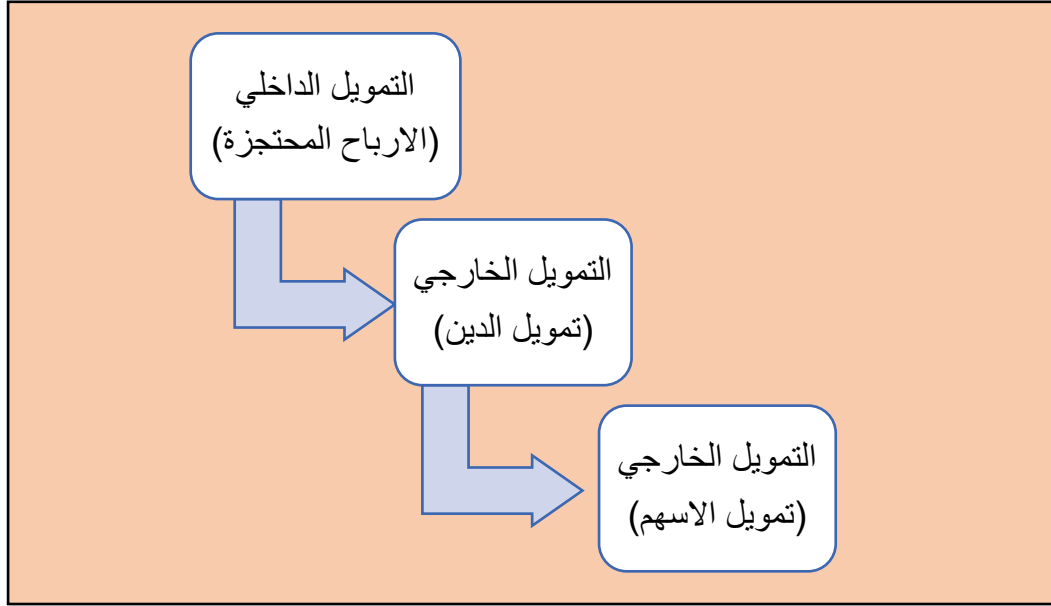 التمويل الداخلي
(الارباح المحتجزة)
التمويل الخارجي
(تمويل الدين)
التمويل الخارجي
(تمويل الاسهم)